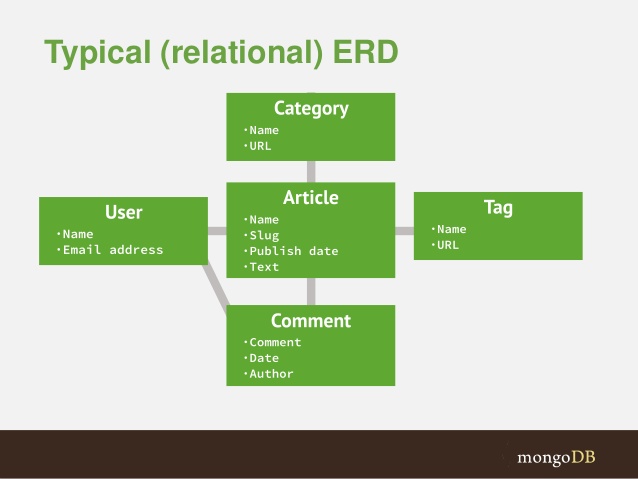 Typical (relational) ERD
Category
·Name
·URL
Article
·Name
·Slug
·Publish date
·Text
User
·Name
·Email address
Tag
·Name
·URL
Comment
·Comment
·Date
·Author
mongoDB